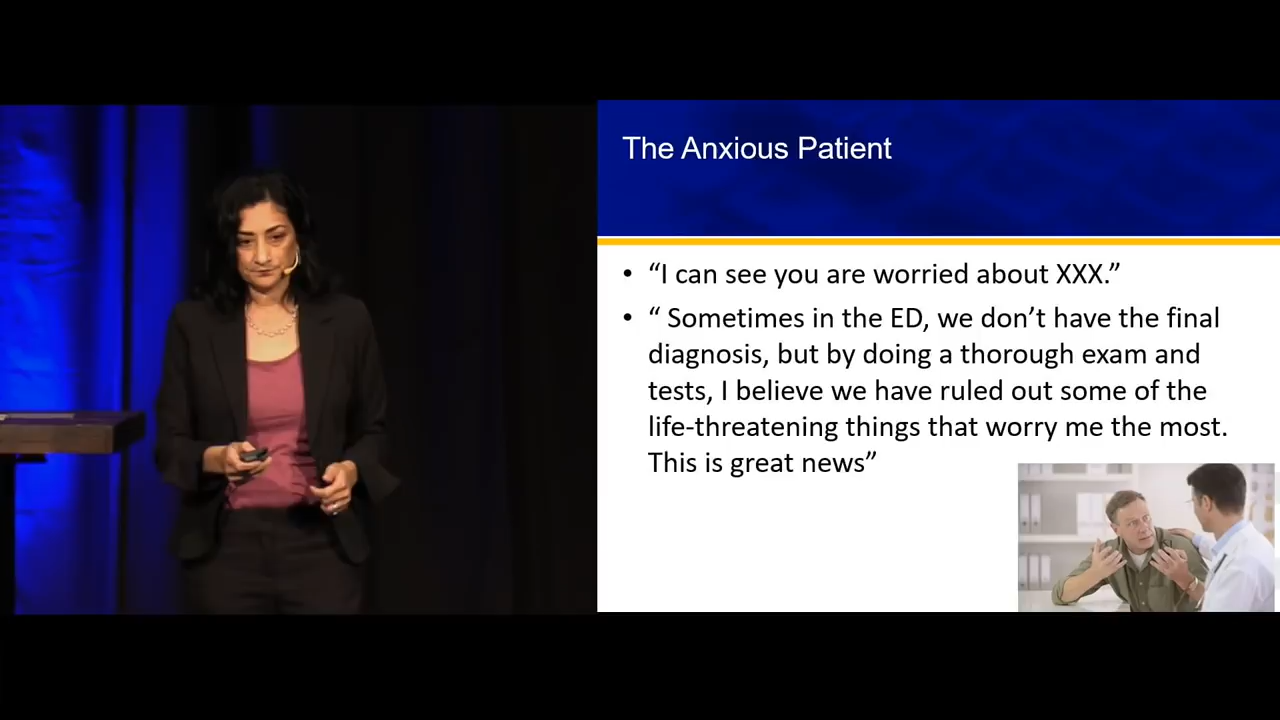 The Anxious Patient
• “I can see you are worried about XXX.”
• “ Sometimes in the ED, we don’t have the final
diagnosis, but by doing a thorough exam and
tests, I believe we have ruled out some of the
life-threatening things that worry me the most.
This is great news”